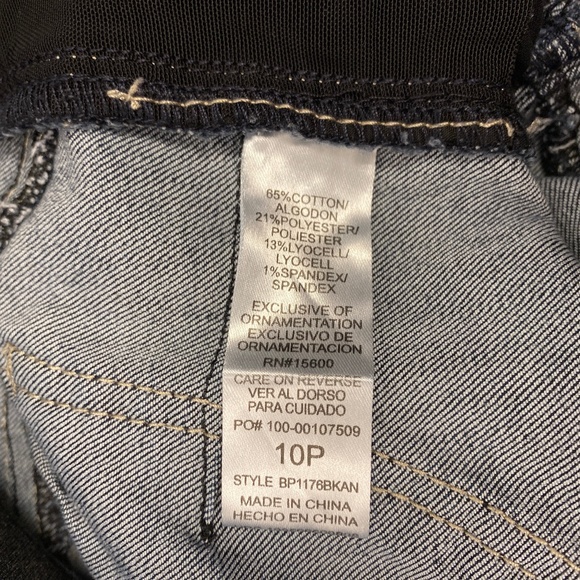 65%COTTON/
ALGODON
21%POLYESTER/
POLIESTER
13%LYOCELL/
LYOCELL
1%SPANDEX/
SPANDEX
EXCLUSIVE OF
ORNAMENTATION
EXCLUSIVO DE
ORNAMENTACION
RN#15600
CARE ON REVERSE
VER AL DORSO
PARA CUIDADO
PO# 100-00107509
10P
STYLE BP1176BKAN
MADE IN CHINA
HECHO EN CHINA